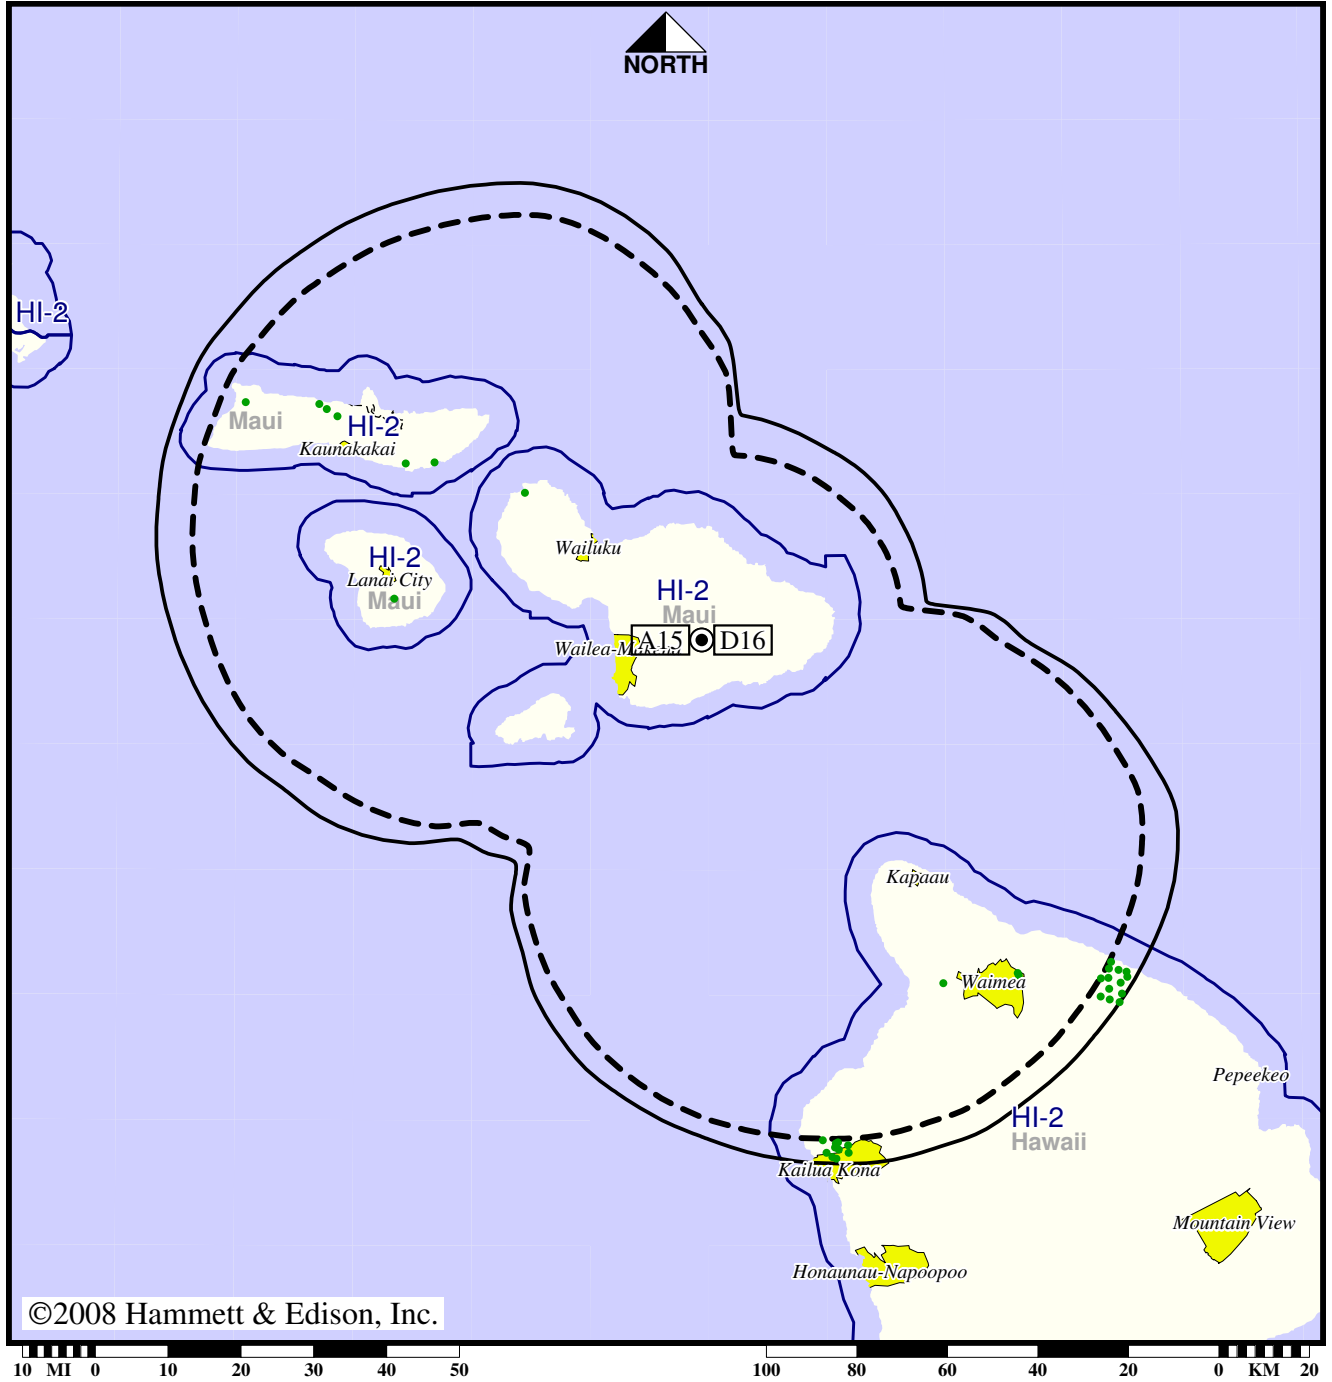 NORTH
HI-2
Maui
HI-2
Kaunakakai
Wailuku
HI-2
Lanai City
Maui
HI-2
Maui
A15
D16
Kapaau
Waimea
Pepeekeo
HI-2
Hawaii
Kailua Kona
Mountain View
Honaunau-Napoopoo
©2008 Hammett & Edison, Inc.
10 MI 0 10 20 30 40 50 100 80 60 40 20 0 KM 20